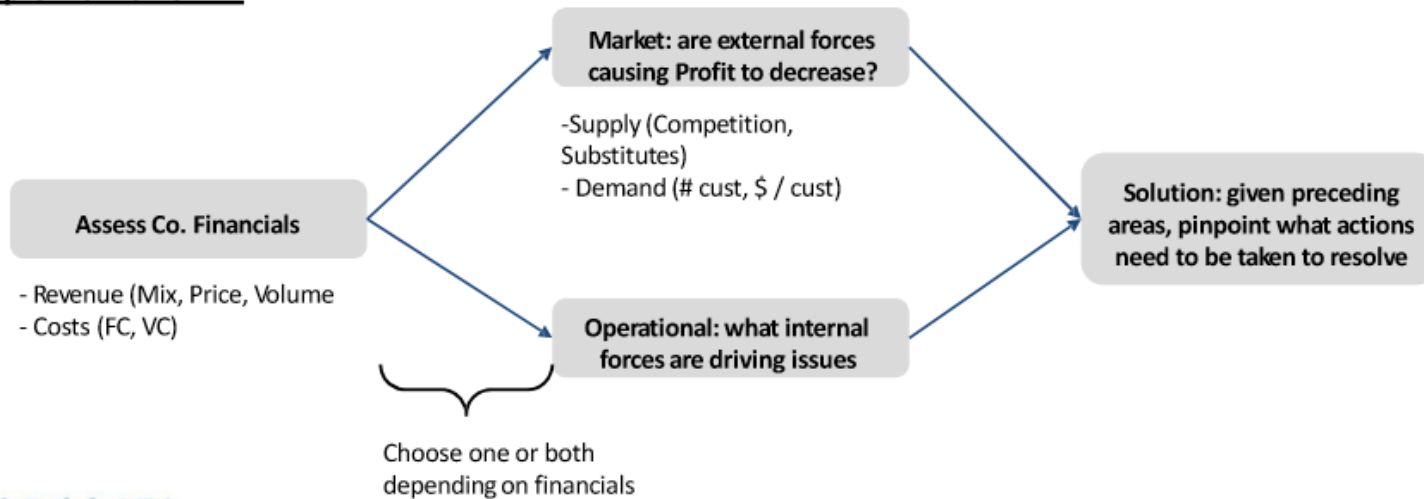 Market: are external forces
causing Profit to decrease?
-Supply (Competition,
Substitutes)
- Demand (# cust, $ / cust)
Assess Co. Financials
- Revenue (Mix, Price, Volume
- Costs (FC, VC)
Operational: what internal
forces are driving issues
Choose one or both
depending on financials
Solution: given preceding
areas, pinpoint what actions
need to be taken to resolve